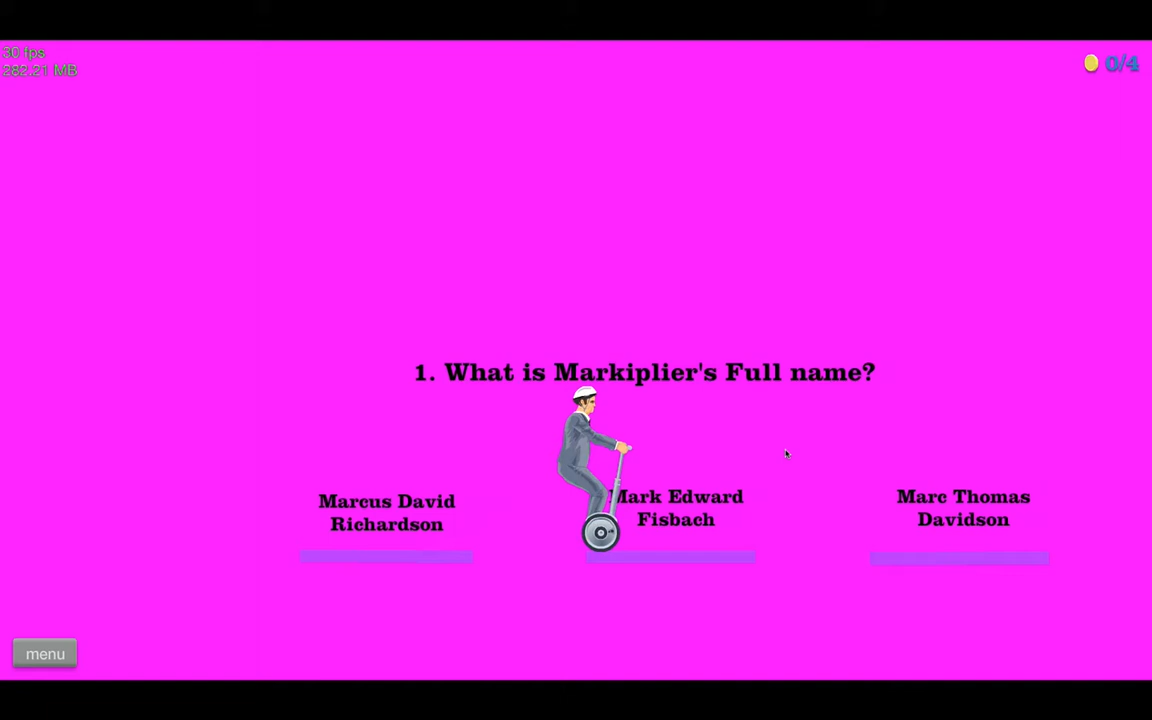 30 fps
282.21 MB
0/4
1. What is Markiplier's Full name?
Marcus David
Richardson
Mark Edward
Fisbach
Marc Thomas
Davidson
menu